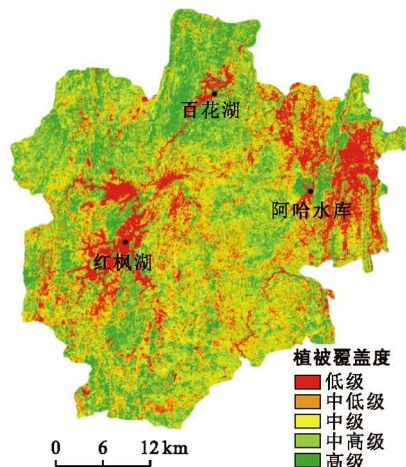 百花湖
阿哈水库
红枫湖
植被覆盖度
低级
中低级
中级
中高级
高级
0 6 12 km